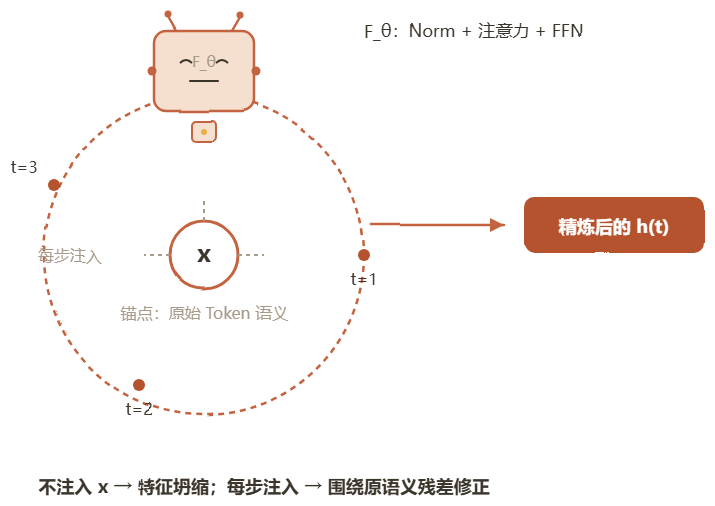 F_θ：Norm + 注意力 + FFN
F_θ
t=3
每步注入
x
精炼后的 h(t)
t=1
锚点：原始 Token 语义
t=2
不注入 x → 特征坍缩；每步注入 → 围绕原语义残差修正